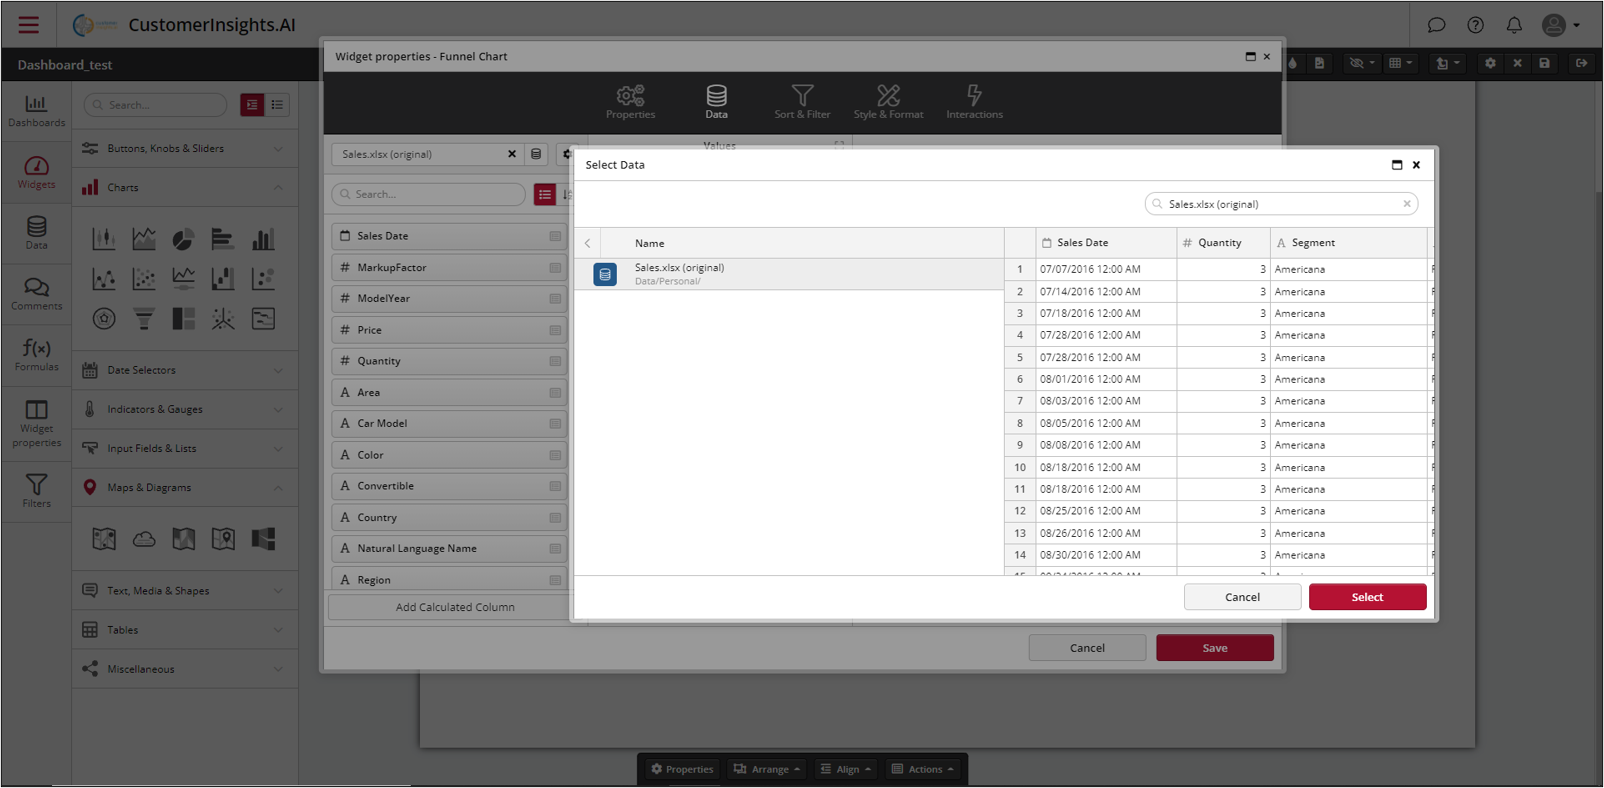 CustomerInsights.AI
Dashboard_test
Dashboards
Widgets
Data
Comments
f(x)
Formulas
Widget
properties
Filters
Search...
Buttons, Knobs & Sliders
Charts
Date Selectors
Indicators & Gauges
Input Fields & Lists
Maps & Diagrams
Text, Media & Shapes
Tables
Miscellaneous
Widget properties - Funnel Chart
Properties
Data
Sort & Filter
Style & Format
Interactions
Sales.xlsx (original)
Values
Search...
Sales Date
# MarkupFactor
# ModelYear
# Price
# Quantity
A Area
A Car Model
A Color
A Convertible
A Country
A Natural Language Name
A Region
Add Calculated Column
Cancel
Save
Select Data
Sales.xlsx (original)
Name
Sales.xlsx (original)
Data/Personal/
Sales Date # Quantity A Segment
1 07/07/2016 12:00 AM 3 Americana
2 07/14/2016 12:00 AM 3 Americana
3 07/18/2016 12:00 AM 3 Americana
4 07/28/2016 12:00 AM 3 Americana
5 07/28/2016 12:00 AM 3 Americana
6 08/01/2016 12:00 AM 3 Americana
7 08/03/2016 12:00 AM 3 Americana
8 08/05/2016 12:00 AM 3 Americana
9 08/08/2016 12:00 AM 3 Americana
10 08/18/2016 12:00 AM 3 Americana
11 08/18/2016 12:00 AM 3 Americana
12 08/25/2016 12:00 AM 3 Americana
13 08/26/2016 12:00 AM 3 Americana
14 08/30/2016 12:00 AM 3 Americana
Cancel
Select
Properties
Arrange
Align
Actions